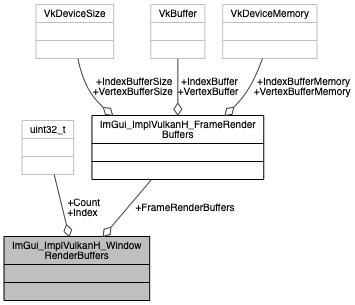 VkDeviceSize
VkBuffer
VkDeviceMemory
+IndexBufferSize
+VertexBufferSize
+IndexBuffer
+VertexBuffer
+IndexBufferMemory
+VertexBufferMemory
uint32_t
ImGui_ImplVulkanH_FrameRender
Buffers
+Count
+Index
+FrameRenderBuffers
ImGui_ImplVulkanH_Window
RenderBuffers